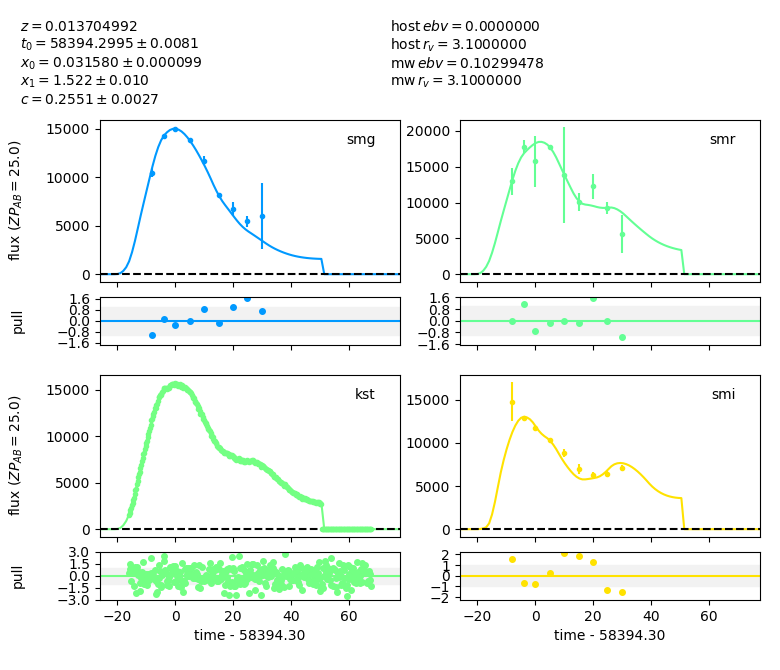 z = 0.013704992
t₀ = 58394.2995 ± 0.0081
x₀ = 0.031580 ± 0.000099
x₁ = 1.522 ± 0.010
c = 0.2551 ± 0.0027
host ebv = 0.0000000
host r_v = 3.1000000
mw ebv = 0.10299478
mw r_v = 3.1000000
flux (ZP_AB = 25.0)
15000
10000
5000
0
smg
20000
15000
10000
5000
0
smr
pull
1.6
0.8
0.0
−0.8
−1.6
1.6
0.8
0.0
−0.8
−1.6
flux (ZP_AB = 25.0)
15000
10000
5000
0
kst
15000
10000
5000
0
smi
pull
3.0
1.5
0.0
−1.5
−3.0
2
1
0
−1
−2
−20 0 20 40 60
−20 0 20 40 60
time - 58394.30
time - 58394.30